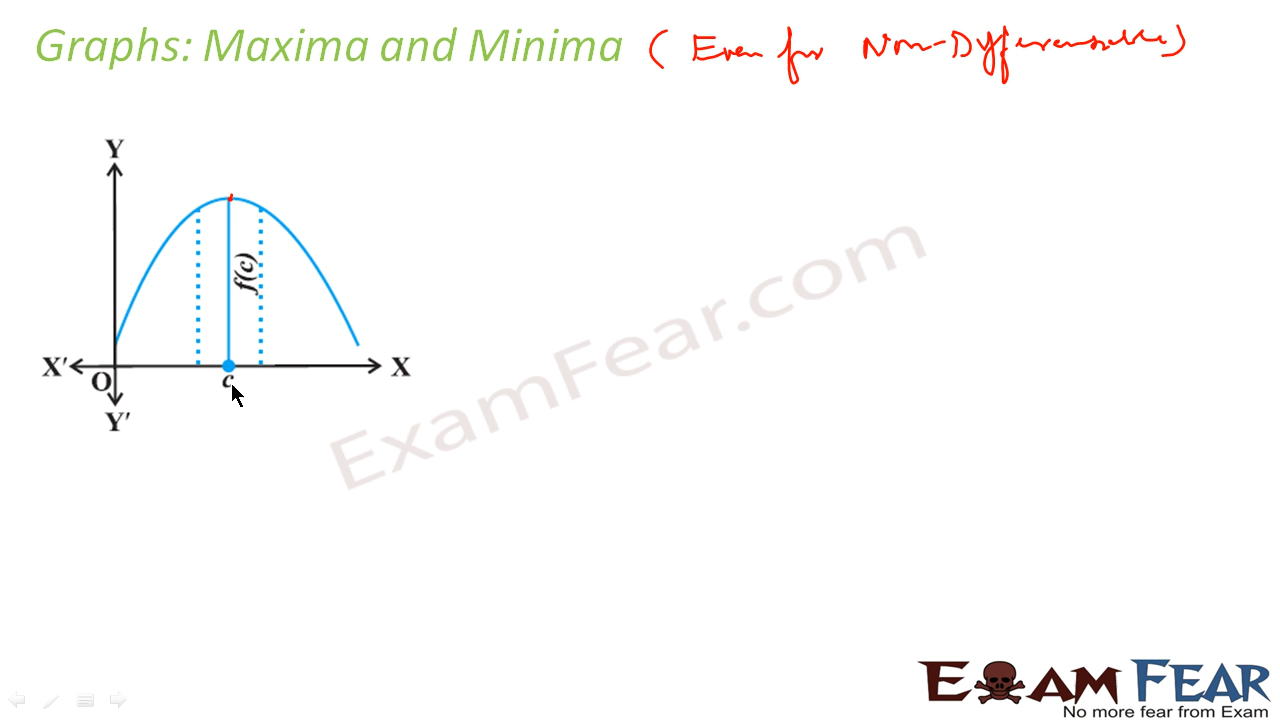 Graphs: Maxima and Minima (Even for Non-Differentiable)
Y
f(c)
X' X
O c
Y'
ExamFear.com
EXAM FEAR
No more fear from Exam